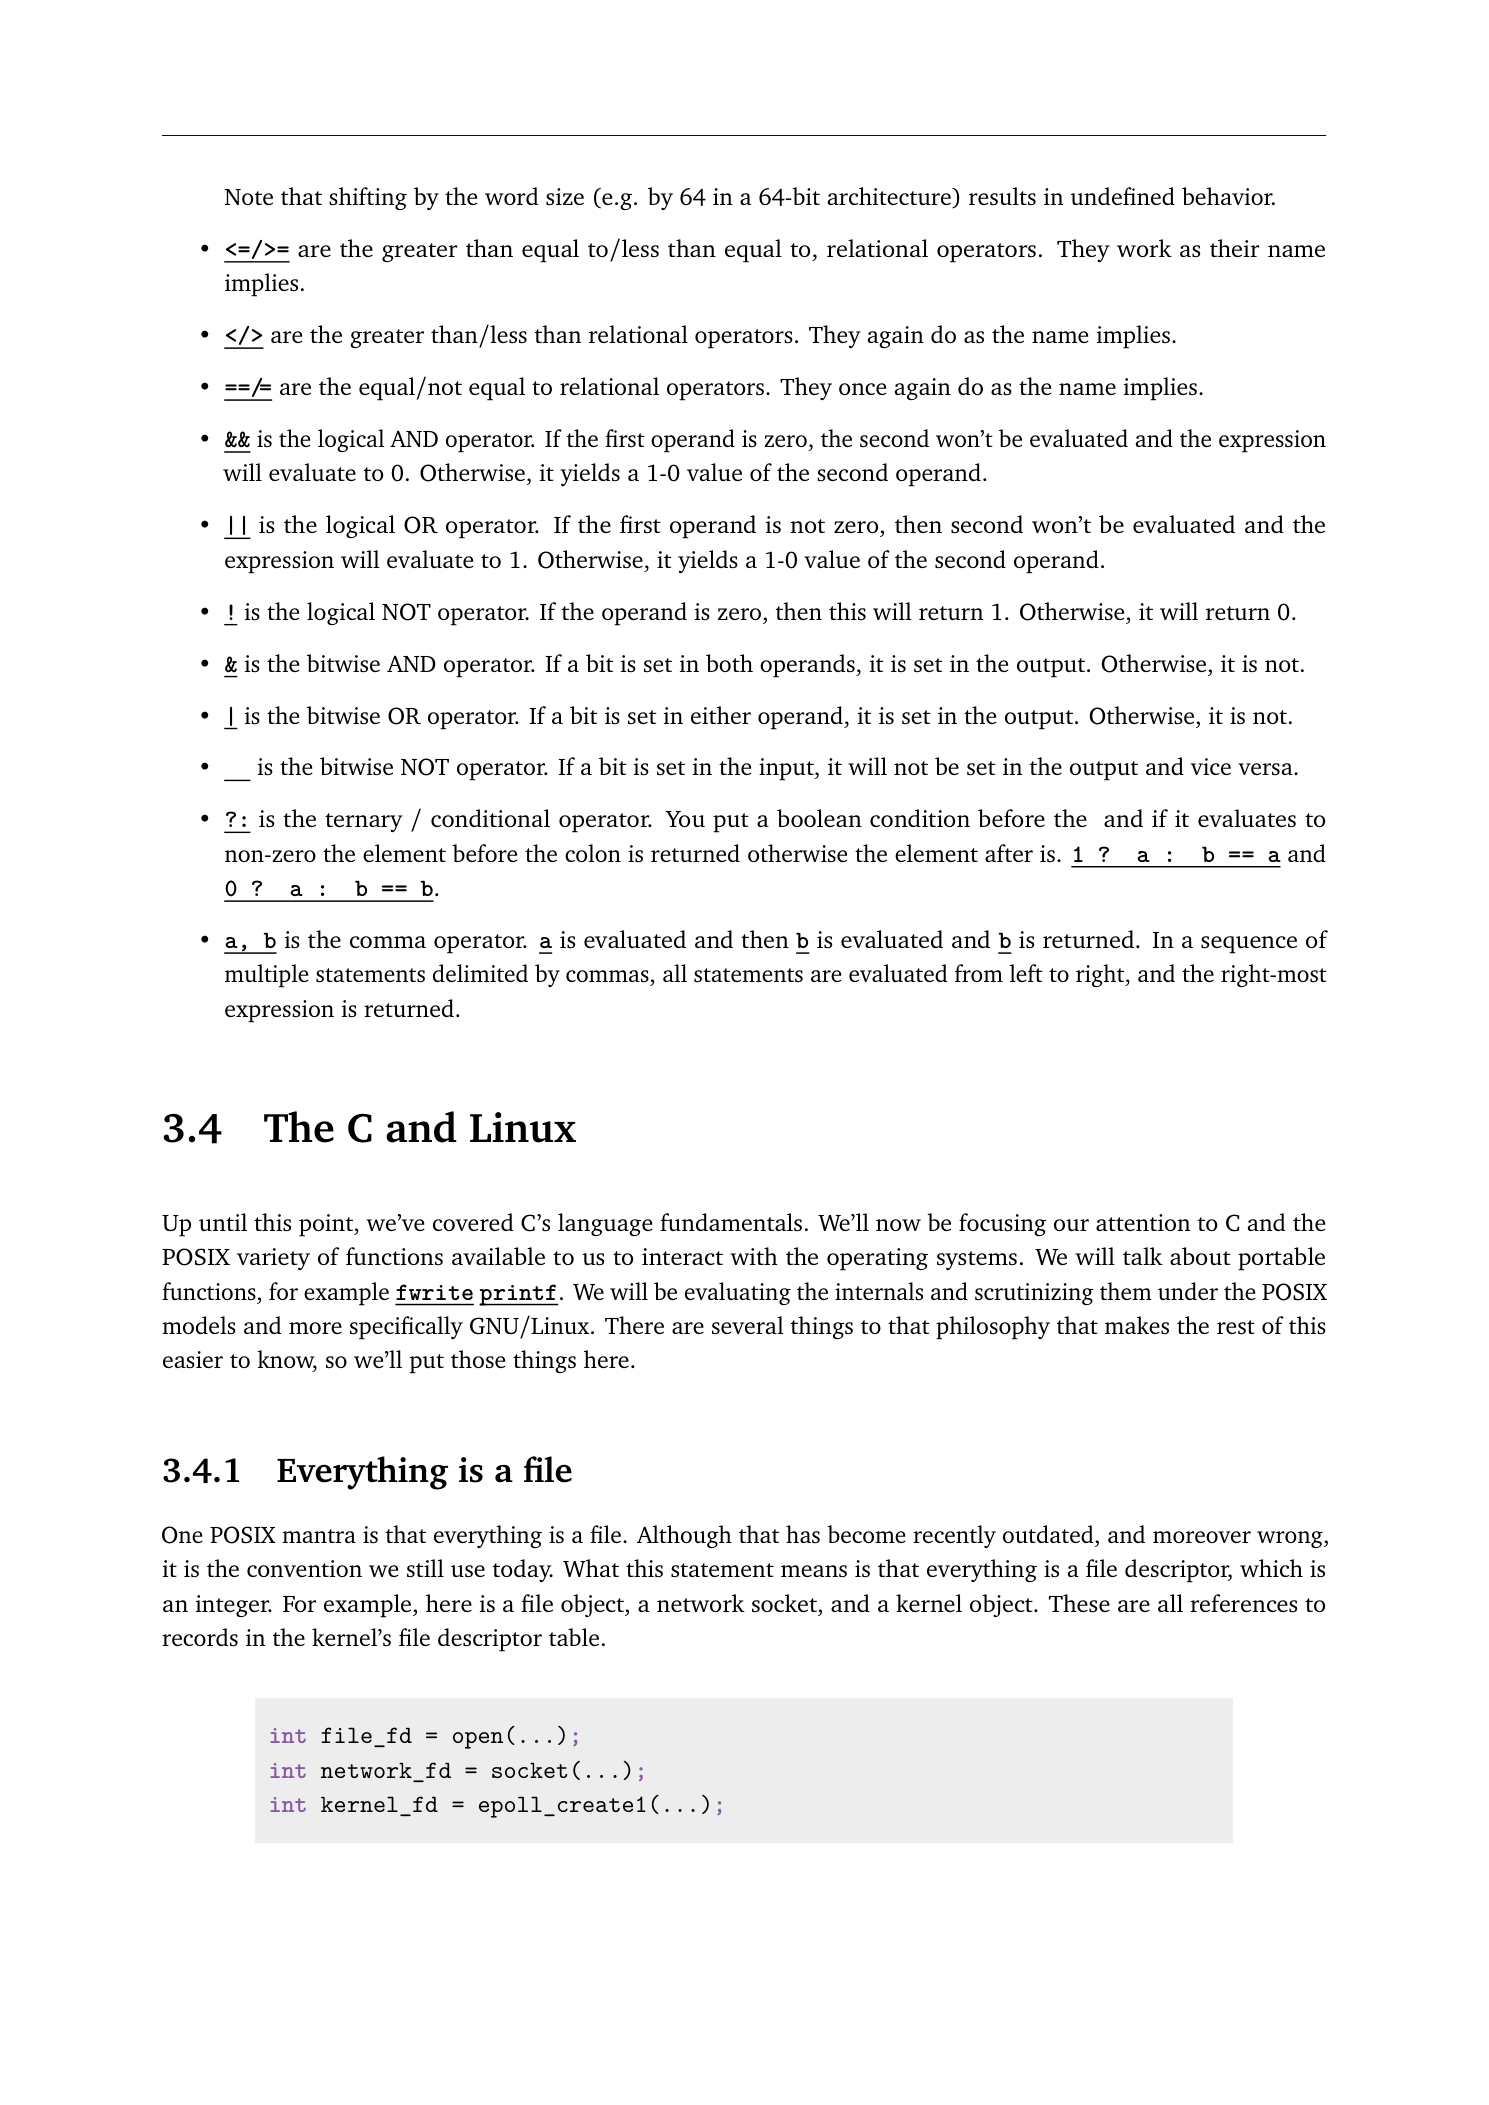 Note that shifting by the word size (e.g. by 64 in a 64-bit architecture) results in undefined behavior.
• <=/>= are the greater than equal to/less than equal to, relational operators. They work as their name
implies.
• </> are the greater than/less than relational operators. They again do as the name implies.
• ==/= are the equal/not equal to relational operators. They once again do as the name implies.
• && is the logical AND operator. If the first operand is zero, the second won’t be evaluated and the expression
will evaluate to 0. Otherwise, it yields a 1-0 value of the second operand.
• || is the logical OR operator. If the first operand is not zero, then second won’t be evaluated and the
expression will evaluate to 1. Otherwise, it yields a 1-0 value of the second operand.
• ! is the logical NOT operator. If the operand is zero, then this will return 1. Otherwise, it will return 0.
• & is the bitwise AND operator. If a bit is set in both operands, it is set in the output. Otherwise, it is not.
• | is the bitwise OR operator. If a bit is set in either operand, it is set in the output. Otherwise, it is not.
• __ is the bitwise NOT operator. If a bit is set in the input, it will not be set in the output and vice versa.
• ?: is the ternary / conditional operator. You put a boolean condition before the and if it evaluates to
non-zero the element before the colon is returned otherwise the element after is. 1 ? a : b == a and
0 ? a : b == b.
• a, b is the comma operator. a is evaluated and then b is evaluated and b is returned. In a sequence of
multiple statements delimited by commas, all statements are evaluated from left to right, and the right-most
expression is returned.
3.4 The C and Linux
Up until this point, we’ve covered C’s language fundamentals. We’ll now be focusing our attention to C and the
POSIX variety of functions available to us to interact with the operating systems. We will talk about portable
functions, for example fwrite printf. We will be evaluating the internals and scrutinizing them under the POSIX
models and more specifically GNU/Linux. There are several things to that philosophy that makes the rest of this
easier to know, so we’ll put those things here.
3.4.1 Everything is a file
One POSIX mantra is that everything is a file. Although that has become recently outdated, and moreover wrong,
it is the convention we still use today. What this statement means is that everything is a file descriptor, which is
an integer. For example, here is a file object, a network socket, and a kernel object. These are all references to
records in the kernel’s file descriptor table.
int file_fd = open(...);
int network_fd = socket(...);
int kernel_fd = epoll_create1(...);